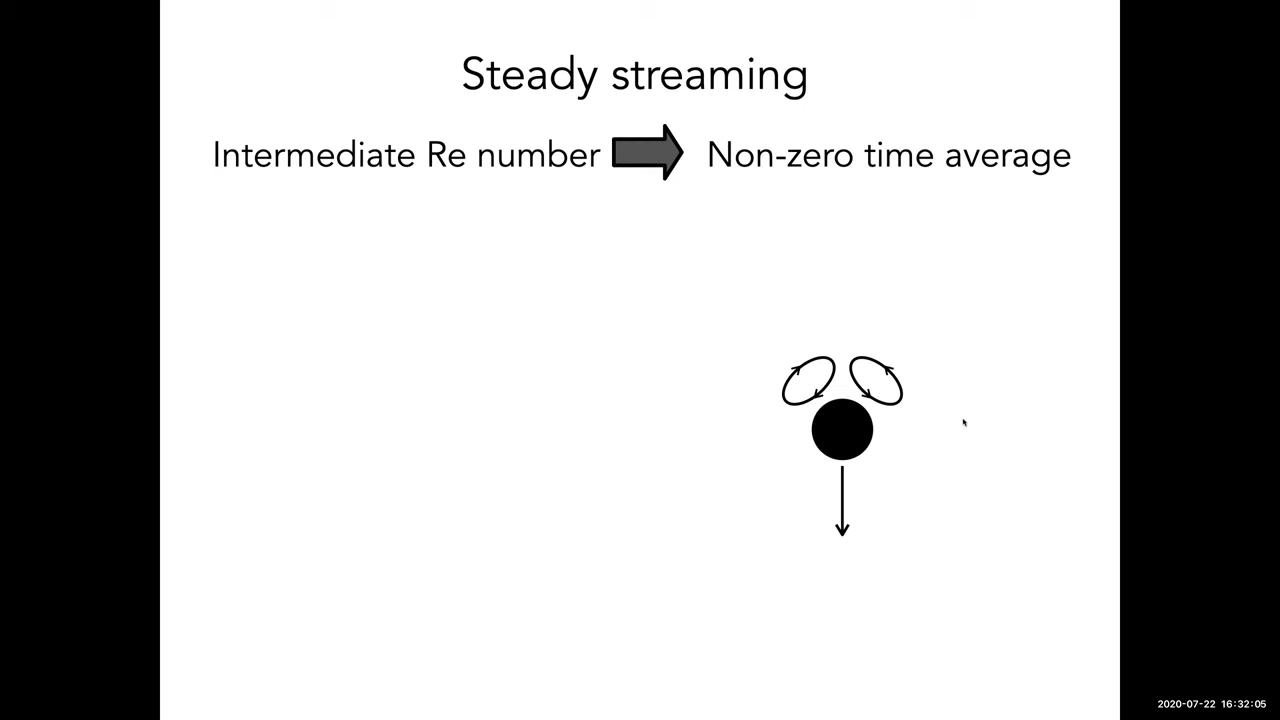 Steady streaming
Intermediate Re number Non-zero time average
2020-07-22 16:32:05